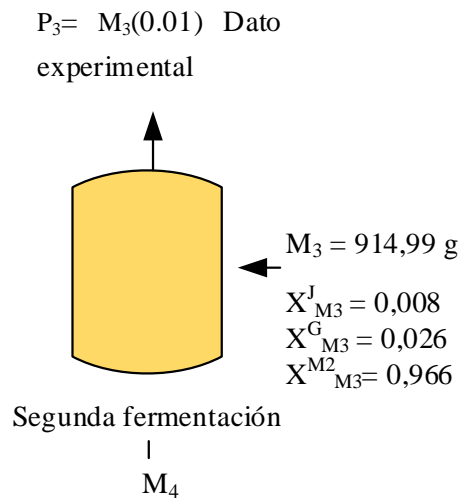 P₃= M₃(0.01) Dato
experimental
M₃ = 914,99 g
Xᴶ_M3 = 0,008
Xᴳ_M3 = 0,026
Xᴹ²_M3= 0,966
Segunda fermentación
M₄